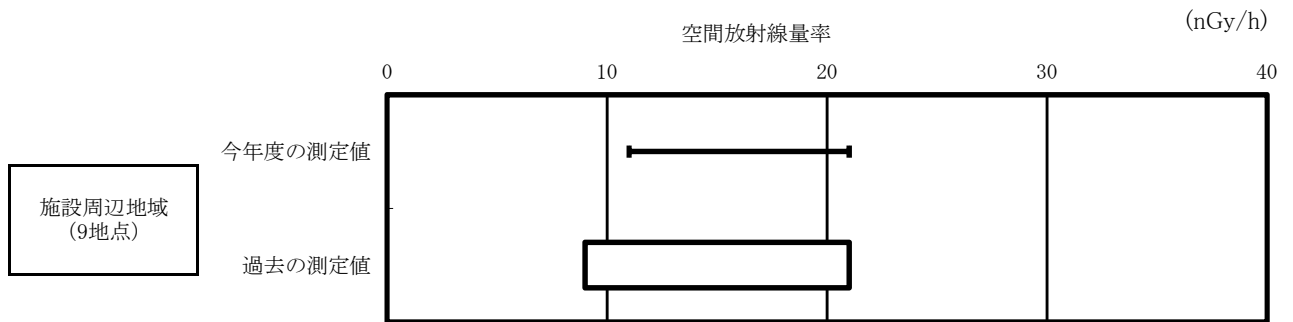 (nGy/h)
空間放射線量率
0 10 20 30 40
今年度の測定値
施設周辺地域
(9地点)
過去の測定値